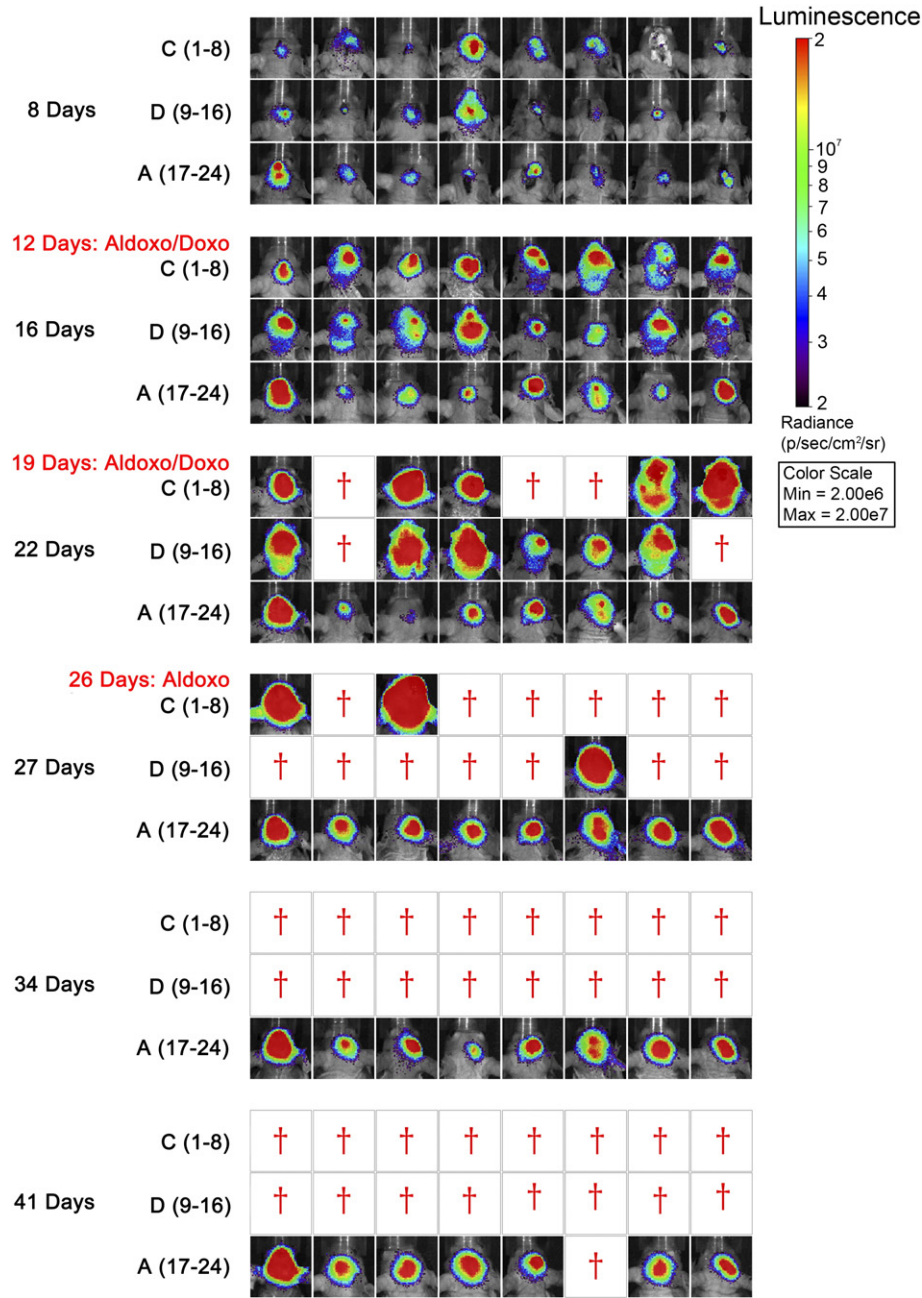 Luminescence
C (1-8)
8 Days
D (9-16)
A (17-24)
2
10⁷
9
8
7
6
5
4
3
2
Radiance
(p/sec/cm²/sr)
Color Scale
Min = 2.00e6
Max = 2.00e7
12 Days: Aldoxo/Doxo
C (1-8)
16 Days
D (9-16)
A (17-24)
19 Days: Aldoxo/Doxo
C (1-8)
† † †
22 Days
D (9-16)
† †
A (17-24)
26 Days: Aldoxo
C (1-8)
† † † † † †
27 Days
D (9-16)
† † † † † † †
A (17-24)
C (1-8)
† † † † † † † †
34 Days
D (9-16)
† † † † † † † †
A (17-24)
C (1-8)
† † † † † † † †
41 Days
D (9-16)
† † † † † † † †
A (17-24)
†